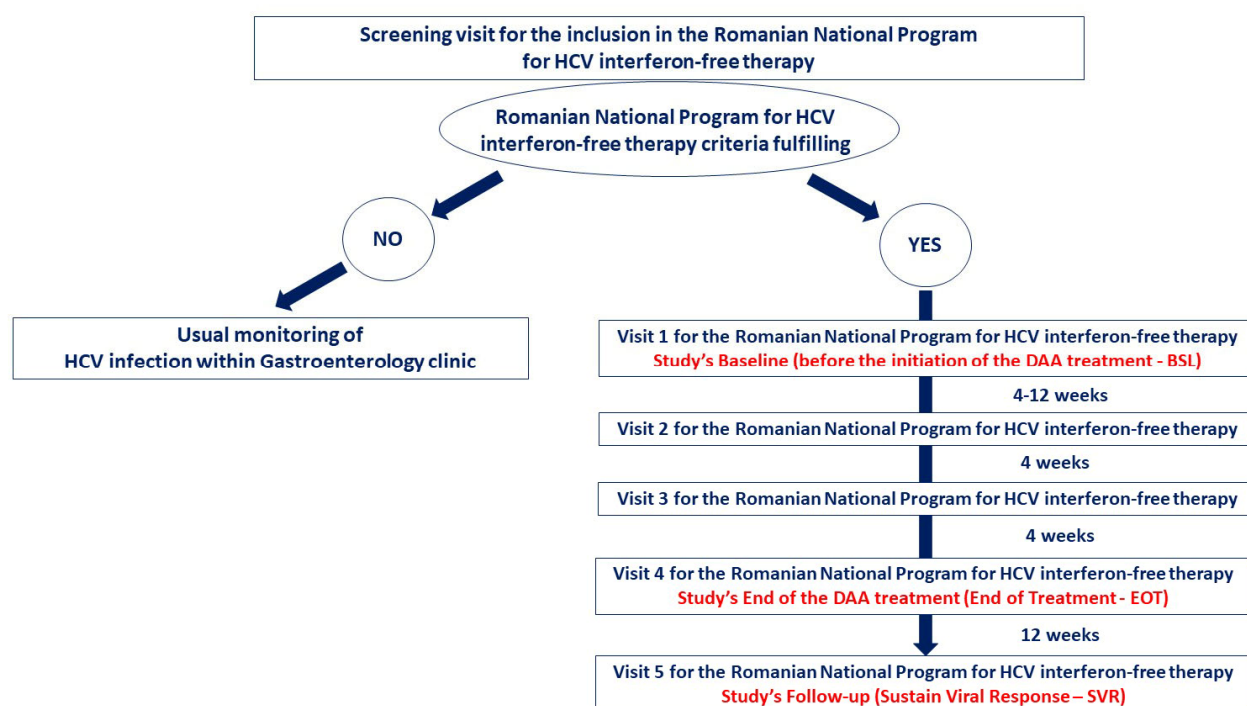 Screening visit for the inclusion in the Romanian National Program
for HCV interferon-free therapy
Romanian National Program for HCV
interferon-free therapy criteria fulfilling
NO
YES
Usual monitoring of
HCV infection within Gastroenterology clinic
Visit 1 for the Romanian National Program for HCV interferon-free therapy
Study's Baseline (before the initiation of the DAA treatment - BSL)
4-12 weeks
Visit 2 for the Romanian National Program for HCV interferon-free therapy
4 weeks
Visit 3 for the Romanian National Program for HCV interferon-free therapy
4 weeks
Visit 4 for the Romanian National Program for HCV interferon-free therapy
Study's End of the DAA treatment (End of Treatment - EOT)
12 weeks
Visit 5 for the Romanian National Program for HCV interferon-free therapy
Study's Follow-up (Sustain Viral Response – SVR)